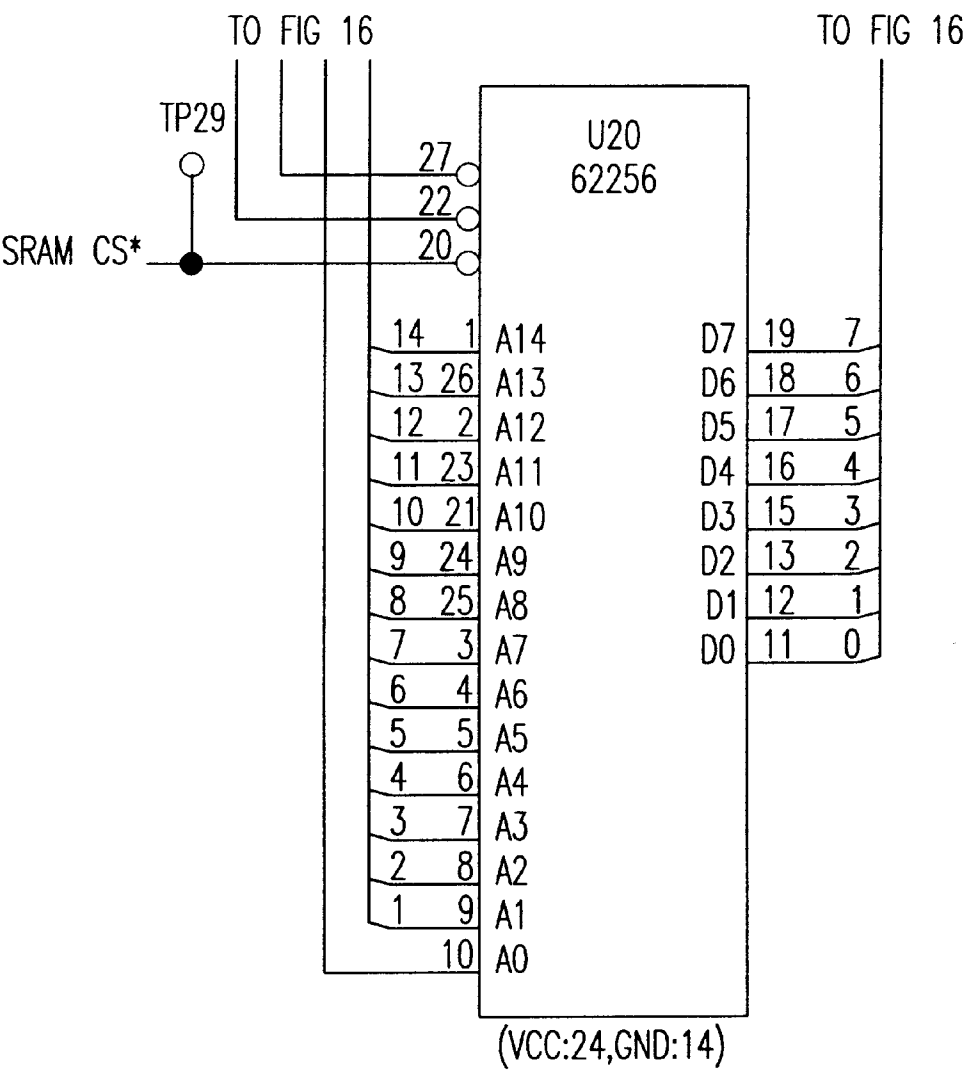 TO FIG 16 TO FIG 16
TP29
U20
62256
27
22
SRAM CS* 20
14 1 A14 D7 19 7
13 26 A13 D6 18 6
12 2 A12 D5 17 5
11 23 A11 D4 16 4
10 21 A10 D3 15 3
9 24 A9 D2 13 2
8 25 A8 D1 12 1
7 3 A7 D0 11 0
6 4 A6
5 5 A5
4 6 A4
3 7 A3
2 8 A2
1 9 A1
10 A0
(VCC:24,GND:14)